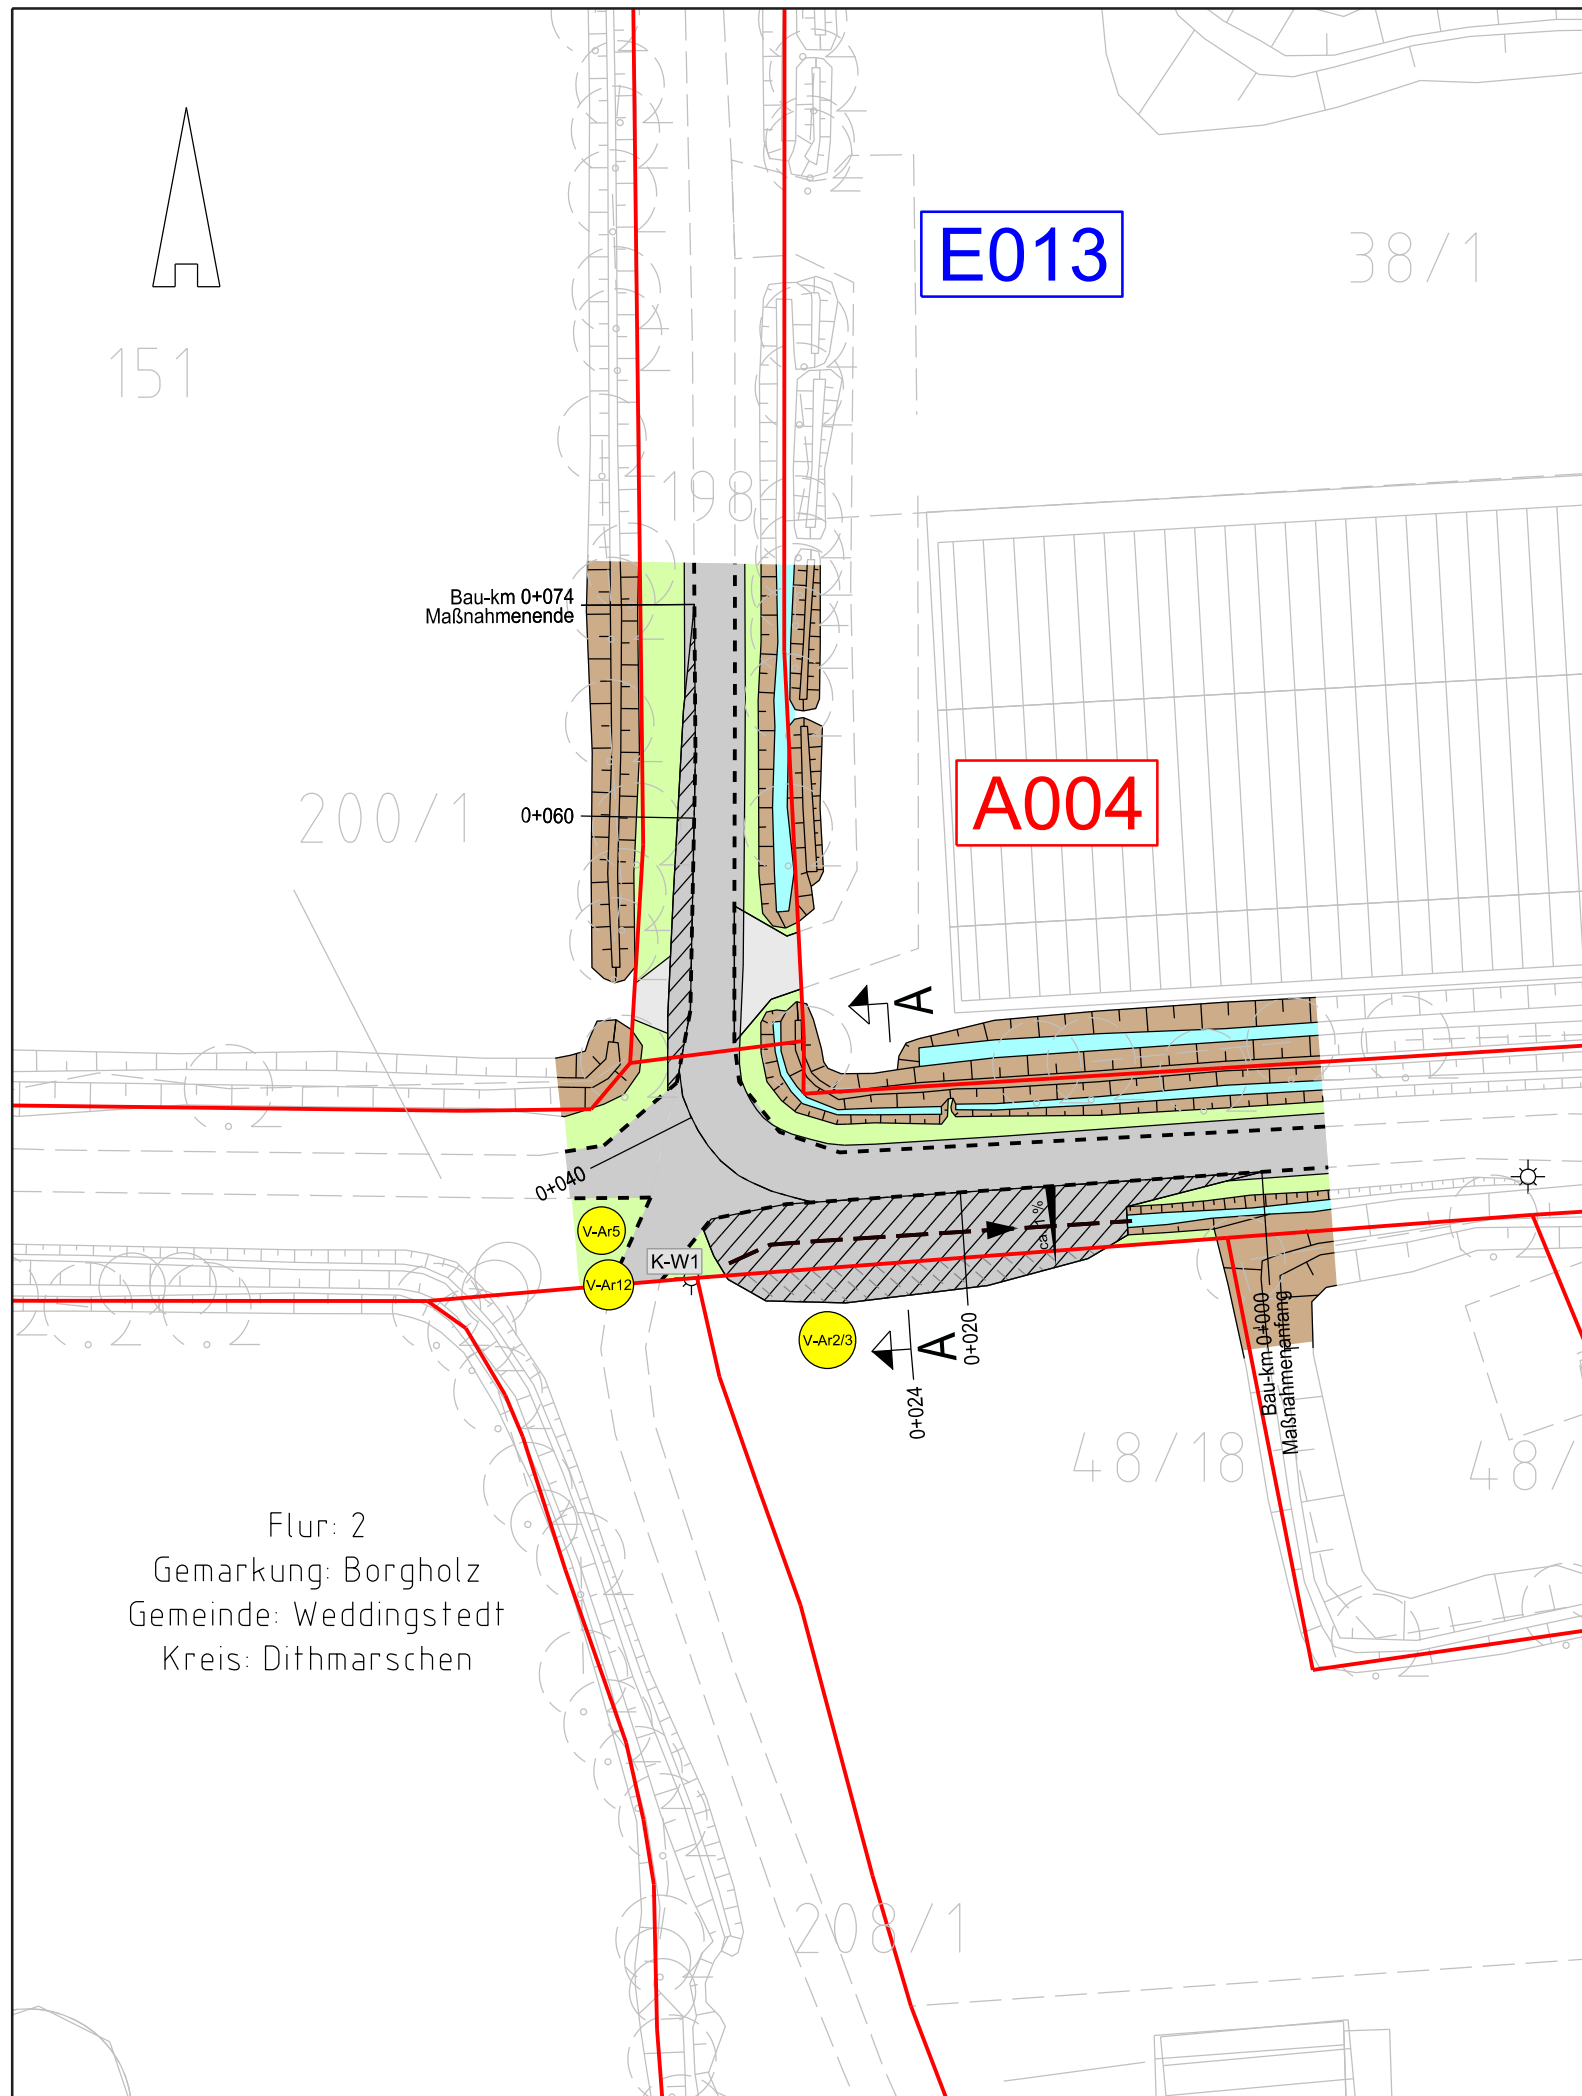 E013
38/1
151
198
Bau-km 0+074
Maßnahmenende
A004
0+060
200/1
A
0+040
V-Ar5
K-W1
V-Ar12
ca. 1 %
V-Ar2/3
A
0+020
0+024
Bau-km 0+000
Maßnahmenanfang
48/18
48/
Flur: 2
Gemarkung: Borgholz
Gemeinde: Weddingstedt
Kreis: Dithmarschen
208/1